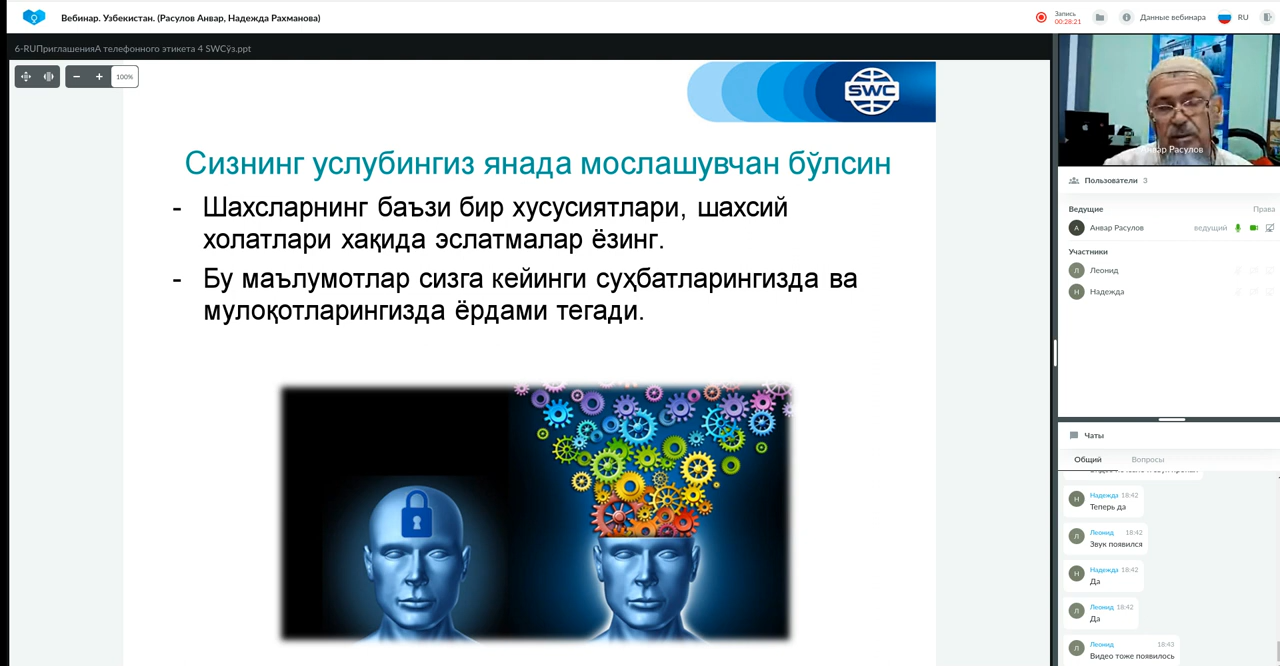 Вебинар. Узбекистан. (Расулов Анвар, Надежда Рахманова)
Запись
00:28:21
Данные вебинара
RU
6-RUПриглашенияА телефонного этикета 4 SWCўз.ppt
100%
SWC
Сизнинг услубингиз янада мослашувчан бўлсин
- Шахсларнинг баъзи бир хусусиятлари, шахсий
холатлари хақида эслатмалар ёзинг.
- Бу маълумотлар сизга кейинги суҳбатларингизда ва
мулоқотларингизда ёрдами тегади.
Анвар Расулов
Пользователи 3
Ведущие
Права
А
Анвар Расулов
ведущий
Участники
Л
Леонид
Н
Надежда
Чаты
Общий
Вопросы
Н
Надежда 18:42
Теперь да
Л
Леонид 18:42
Звук появился
Н
Надежда 18:42
Да
Л
Леонид 18:42
Да
Л
Леонид 18:43
Видео тоже появилось